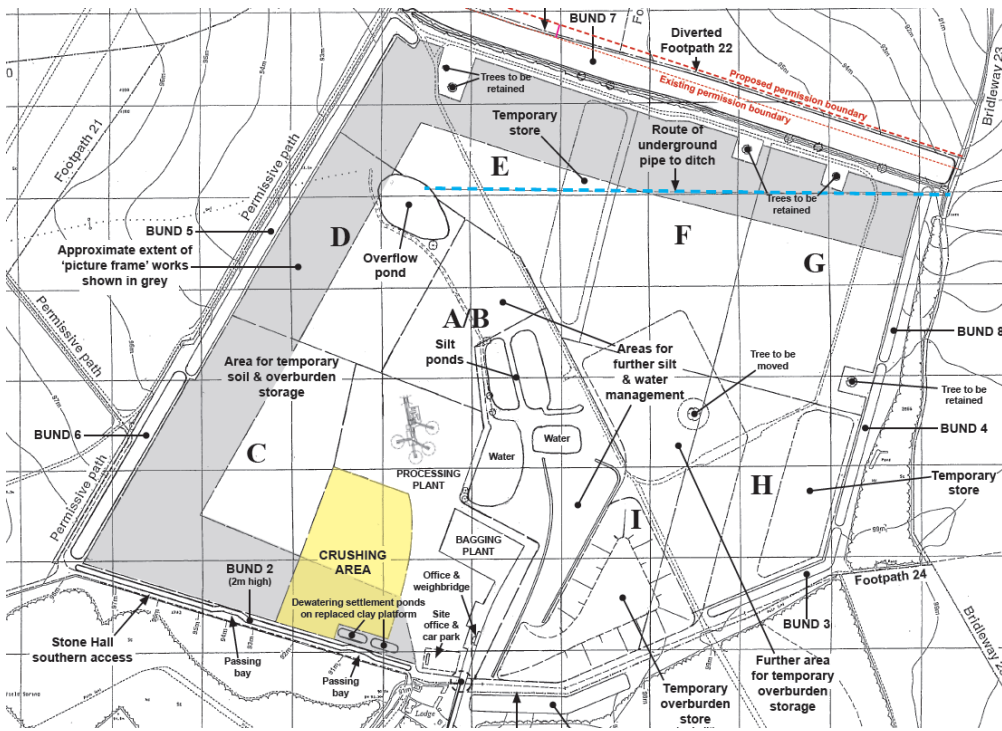 BUND 7
Diverted
Footpath 22
Proposed permission boundary
Existing permission boundary
Bridleway 23
Trees to be
retained
Temporary
store
Route of
underground
pipe to ditch
Footpath 21
Permissive path
E
Trees to be
retained
BUND 5
D
F
G
Approximate extent of
'picture frame' works
shown in grey
Overflow
pond
Permissive path
A/B
Silt
ponds
Areas for
further silt
& water
management
Tree to be
moved
BUND 8
Area for temporary
soil & overburden
storage
Tree to be
retained
BUND 6
BUND 4
Water
Water
C
PROCESSING
PLANT
H
Temporary
store
Permissive path
I
BAGGING
PLANT
CRUSHING
AREA
BUND 2
(2m high)
Office &
weighbridge
Footpath 24
Dewatering settlement ponds
on replaced clay platform
Site
office &
car park
BUND 3
Stone Hall
southern access
Passing
bay
Passing
bay
Further area
for temporary
overburden
storage
Temporary
overburden
store
Lodge